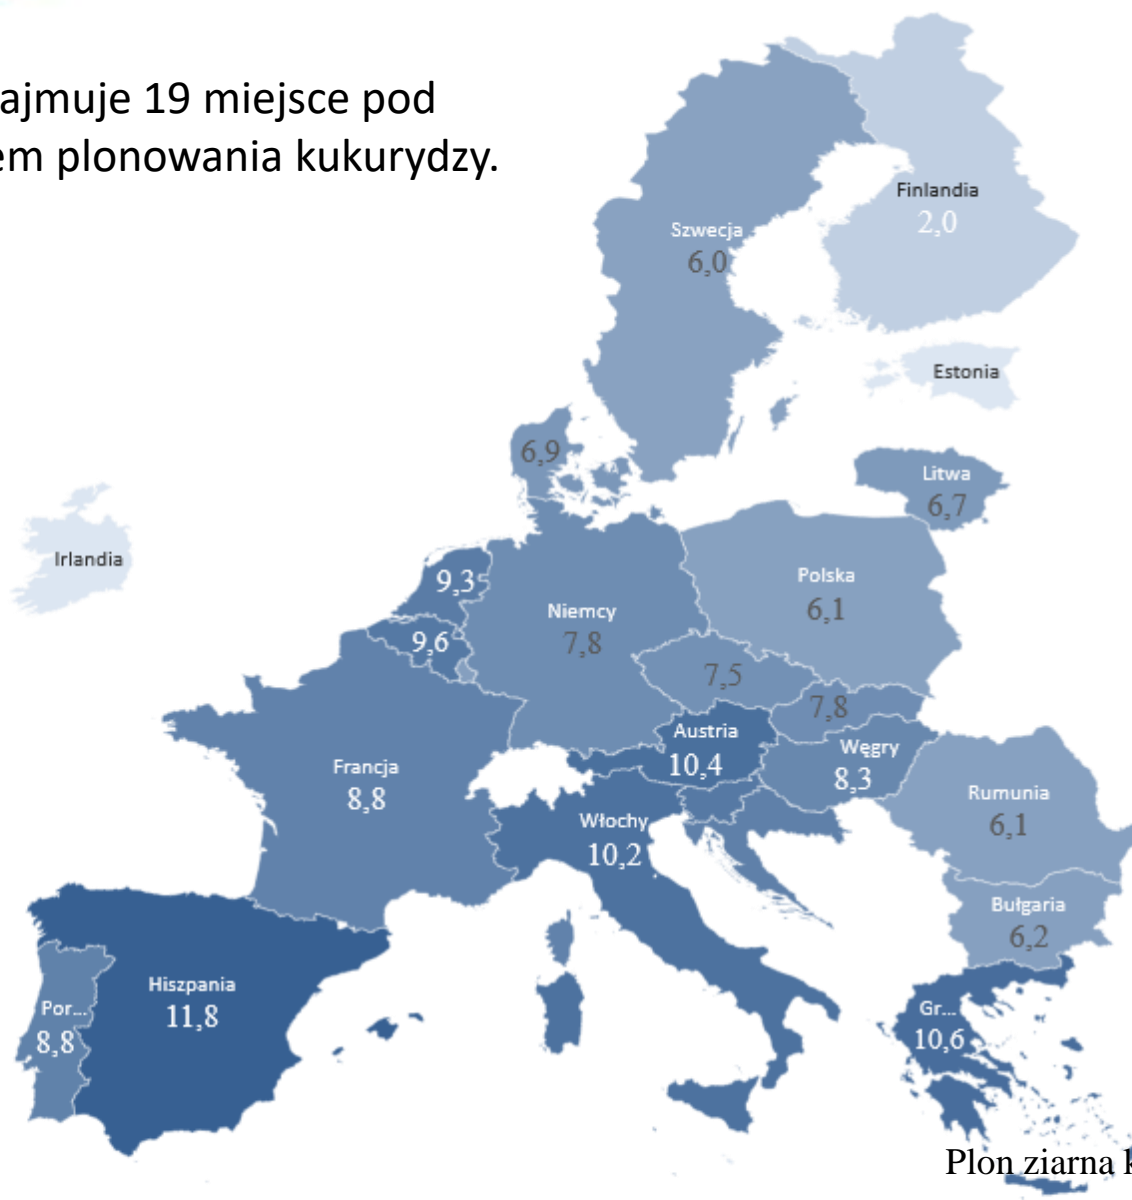 ajmuje 19 miejsce pod
em plonowania kukurydzy.
Finlandia
2,0
Szwecja
6,0
Estonia
6,9
Litwa
6,7
Irlandia
9,3
Polska
6,1
Niemcy
7,8
9,6
7,5
7,8
Austria
10,4
Węgry
8,3
Francja
8,8
Rumunia
6,1
Włochy
10,2
Bułgaria
6,2
Hiszpania
11,8
Por...
8,8
Gr...
10,6
Plon ziarna k